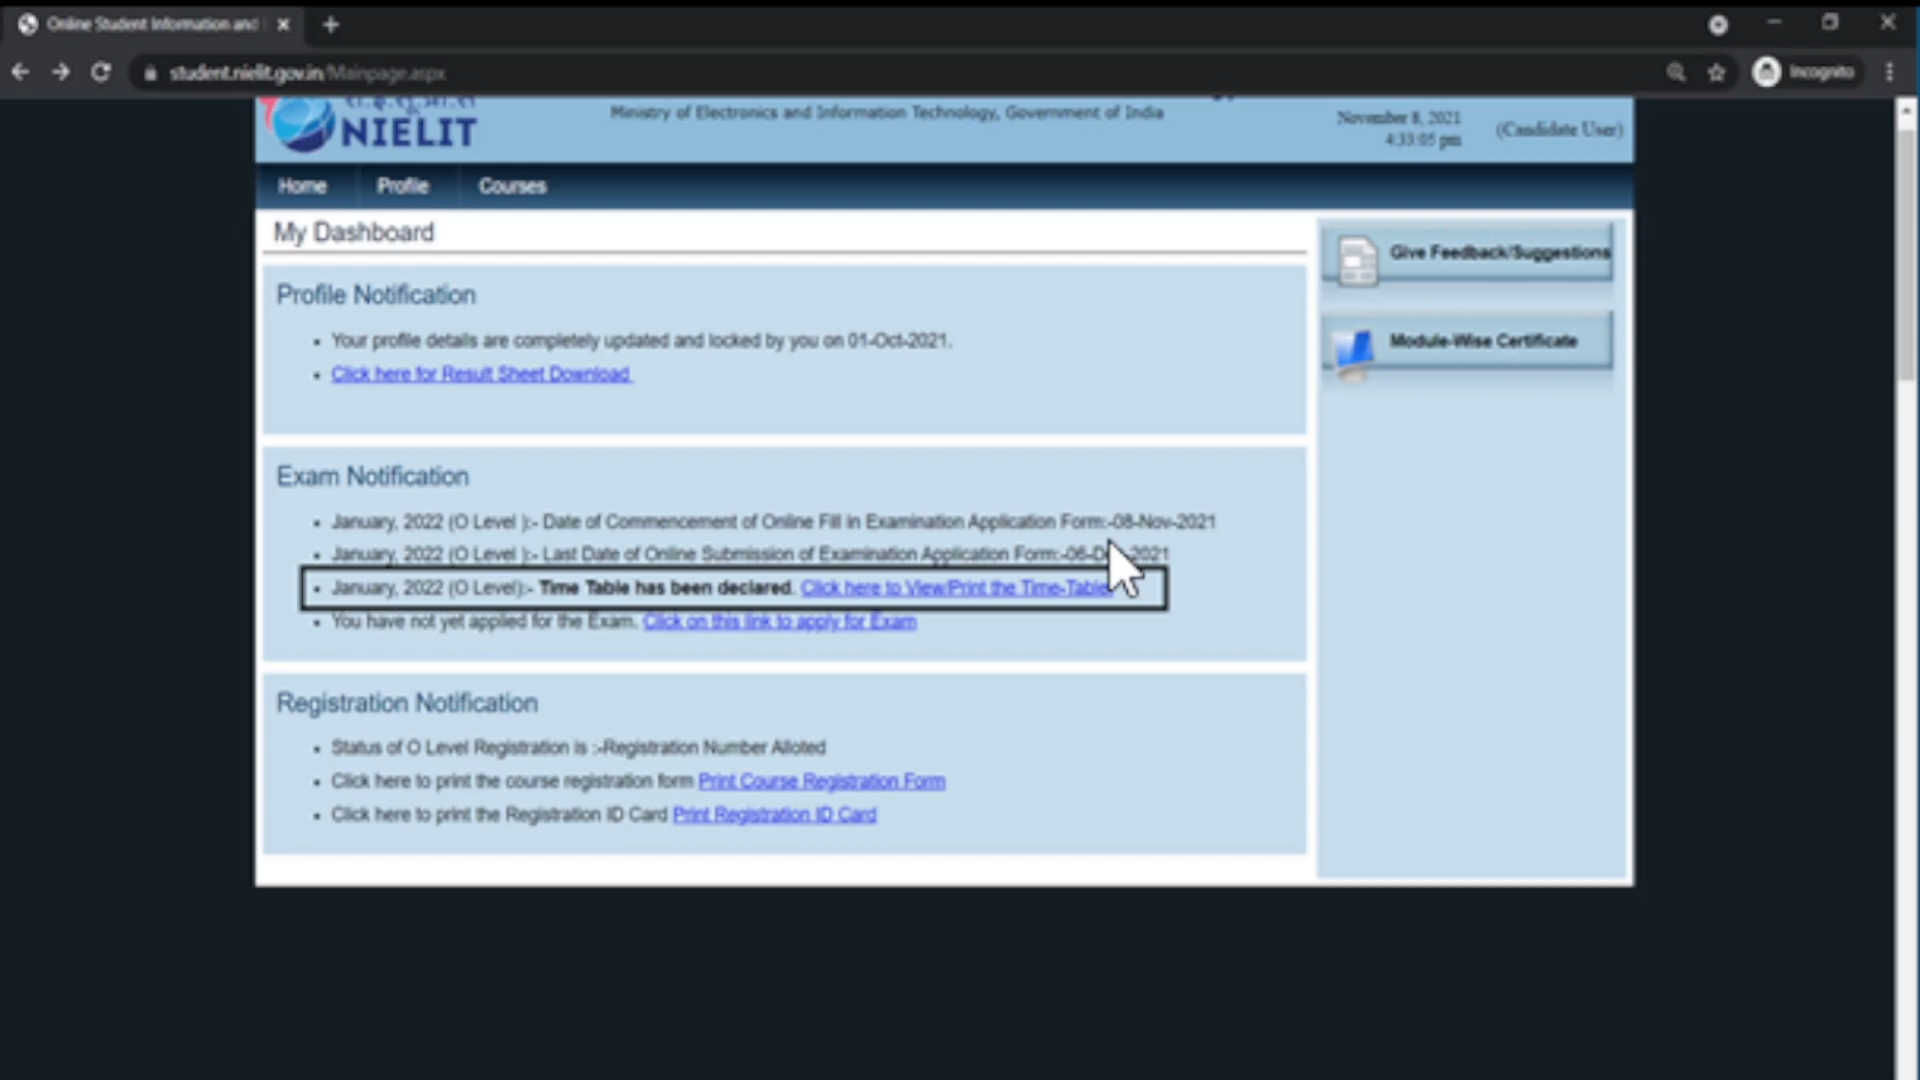 Online Student Information and
student.nielit.gov.in/Mainpage.aspx
Incognito
NIELIT
Ministry of Electronics and Information Technology, Government of India
November 8, 2021
4:33:05 pm
(Candidate User)
Home Profile Courses
My Dashboard
Give Feedback/Suggestions
Module-Wise Certificate
Profile Notification
Your profile details are completely updated and locked by you on 01-Oct-2021.
Click here for Result Sheet Download
Exam Notification
January, 2022 (O Level ):- Date of Commencement of Online Fill in Examination Application Form:-08-Nov-2021
January, 2022 (O Level ):- Last Date of Online Submission of Examination Application Form:-06-D 2021
January, 2022 (O Level):- Time Table has been declared. Click here to View/Print the Time-Table
You have not yet applied for the Exam. Click on this link to apply for Exam
Registration Notification
Status of O Level Registration is :-Registration Number Alloted
Click here to print the course registration form Print Course Registration Form
Click here to print the Registration ID Card Print Registration ID Card